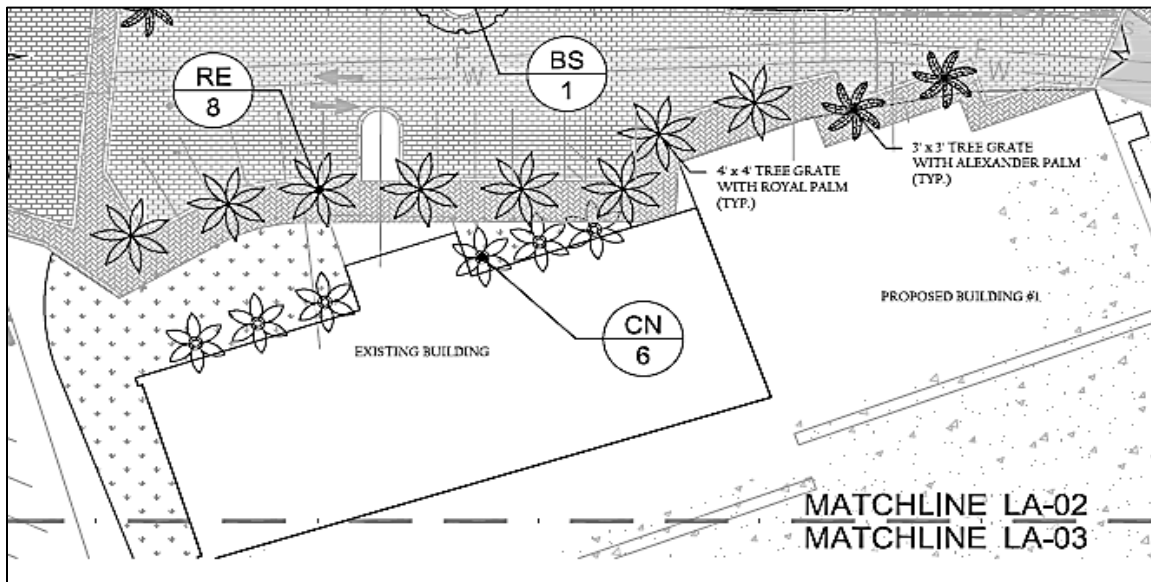 RE
8
BS
1
F
W
F
W
4' x 4' TREE GRATE
WITH ROYAL PALM
(TYP.)
3' x 3' TREE GRATE
WITH ALEXANDER PALM
(TYP.)
PROPOSED BUILDING #1
CN
6
EXISTING BUILDING
MATCHLINE LA-02
MATCHLINE LA-03